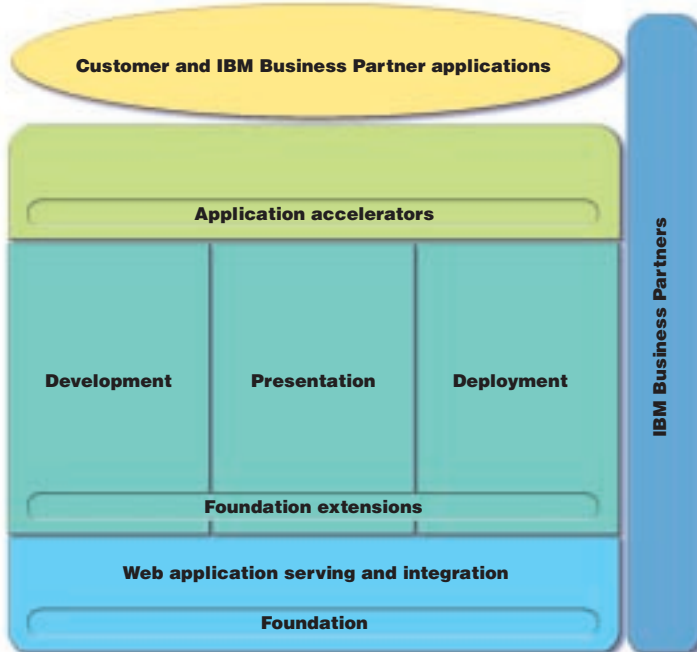 Customer and IBM Business Partner applications
Application accelerators
Development
Presentation
Deployment
Foundation extensions
Web application serving and integration
Foundation
IBM Business Partners